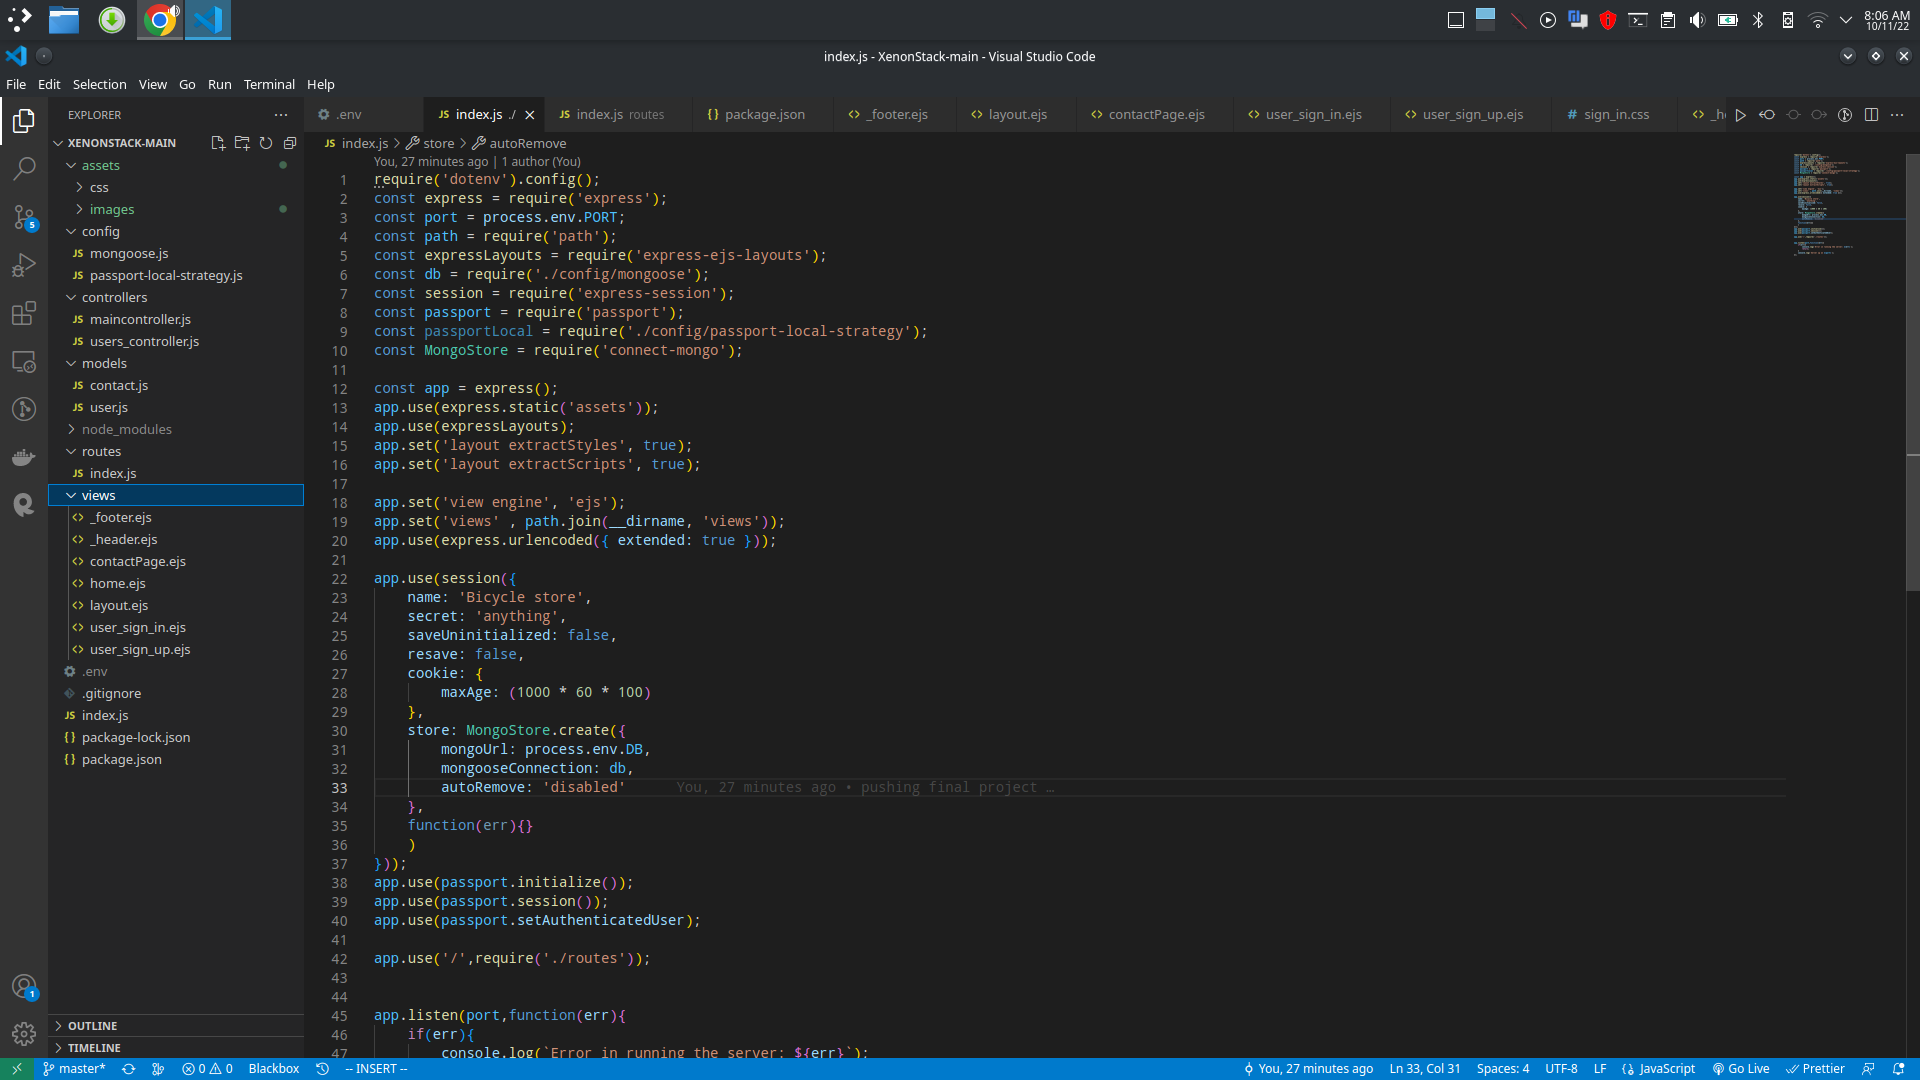 8:06 AM
10/11/22
index.js - XenonStack-main - Visual Studio Code
File Edit Selection View Go Run Terminal Help
EXPLORER
.env
index.js ./
index.js routes
package.json
_footer.ejs
layout.ejs
contactPage.ejs
user_sign_in.ejs
user_sign_up.ejs
sign_in.css
_h
XENONSTACK-MAIN
assets
css
images
config
mongoose.js
passport-local-strategy.js
controllers
maincontroller.js
users_controller.js
models
contact.js
user.js
node_modules
routes
index.js
views
_footer.ejs
_header.ejs
contactPage.ejs
home.ejs
layout.ejs
user_sign_in.ejs
user_sign_up.ejs
.env
.gitignore
index.js
package-lock.json
package.json
OUTLINE
TIMELINE
5
1
index.js > store > autoRemove
You, 27 minutes ago | 1 author (You)
1 require('dotenv').config();
2 const express = require('express');
3 const port = process.env.PORT;
4 const path = require('path');
5 const expressLayouts = require('express-ejs-layouts');
6 const db = require('./config/mongoose');
7 const session = require('express-session');
8 const passport = require('passport');
9 const passportLocal = require('./config/passport-local-strategy');
10 const MongoStore = require('connect-mongo');
11
12 const app = express();
13 app.use(express.static('assets'));
14 app.use(expressLayouts);
15 app.set('layout extractStyles', true);
16 app.set('layout extractScripts', true);
17
18 app.set('view engine', 'ejs');
19 app.set('views' , path.join(__dirname, 'views'));
20 app.use(express.urlencoded({ extended: true }));
21
22 app.use(session({
23 name: 'Bicycle store',
24 secret: 'anything',
25 saveUninitialized: false,
26 resave: false,
27 cookie: {
28 maxAge: (1000 * 60 * 100)
29 },
30 store: MongoStore.create({
31 mongoUrl: process.env.DB,
32 mongooseConnection: db,
33 autoRemove: 'disabled' You, 27 minutes ago • pushing final project …
34 },
35 function(err){}
36 )
37 }));
38 app.use(passport.initialize());
39 app.use(passport.session());
40 app.use(passport.setAuthenticatedUser);
41
42 app.use('/',require('./routes'));
43
44
45 app.listen(port,function(err){
46 if(err){
47 console.log(`Error in running the server: ${err}`);
master* 0 0 Blackbox -- INSERT -- You, 27 minutes ago Ln 33, Col 31 Spaces: 4 UTF-8 LF JavaScript Go Live Prettier